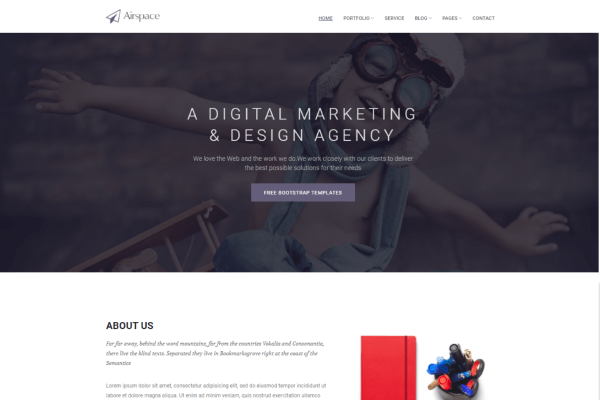 Airspace
HOME PORTFOLIO SERVICE BLOG PAGES CONTACT
A DIGITAL MARKETING
& DESIGN AGENCY
We love the Web and the work we do.We work closely with our clients to deliver
the best possible solutions for their needs
FREE BOOTSTRAP TEMPLATES
ABOUT US
Far far away, behind the word mountains, far from the countries Vokalia and Consonantia,
there live the blind texts. Separated they live in Bookmarksgrove right at the coast of the
Semantics
Lorem ipsum dolor sit amet, consectetur adipisicing elit, sed do eiusmod tempor incididunt ut
labore et dolore magna aliqua. Ut enim ad minim veniam, quis nostrud exercitation ullamco